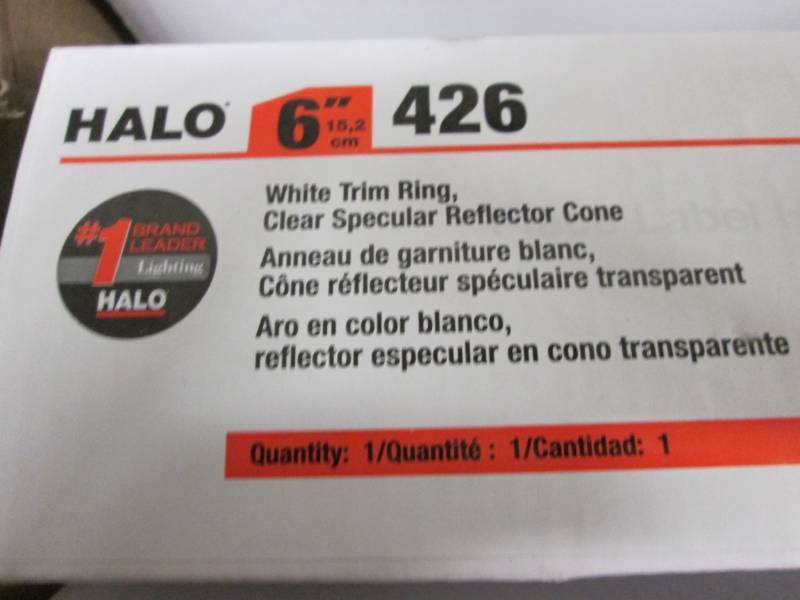 HALO 6" 15,2 cm 426
#1 BRAND LEADER
Lighting
HALO
White Trim Ring,
Clear Specular Reflector Cone
Anneau de garniture blanc,
Cône réflecteur spéculaire transparent
Aro en color blanco,
reflector especular en cono transparente
Quantity: 1/Quantité : 1/Cantidad: 1